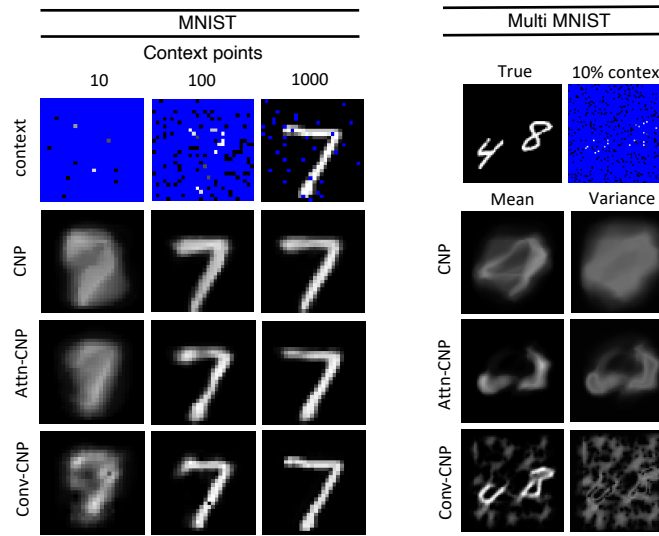 MNIST
Context points
10 100 1000
context
CNP
Attn-CNP
Conv-CNP
Multi MNIST
True 10% contex
Mean Variance
CNP
Attn-CNP
Conv-CNP